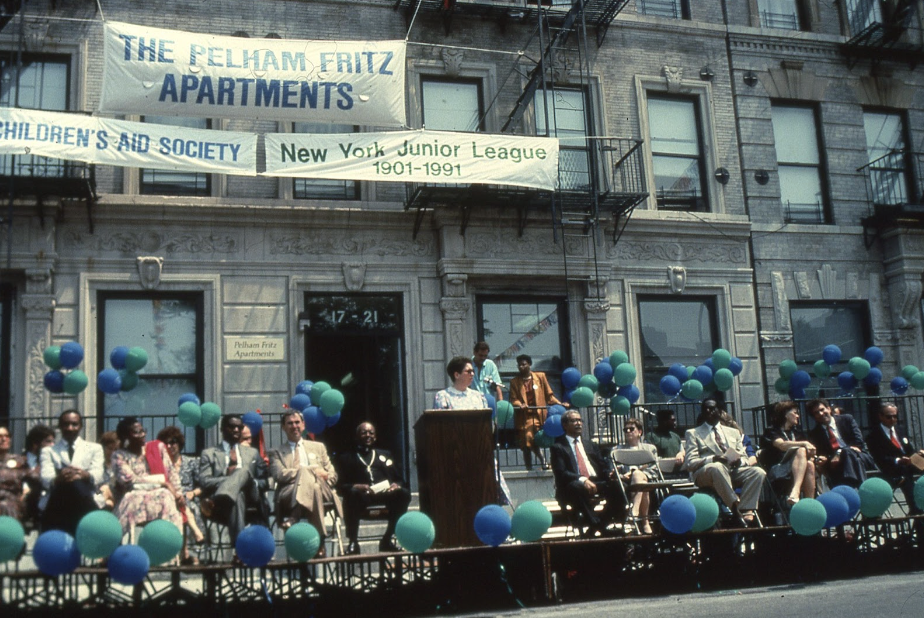 THE PELHAM FRITZ
APARTMENTS
CHILDREN'S AID SOCIETY
New York Junior League
1901-1991
17-21
Pelham Fritz
Apartments